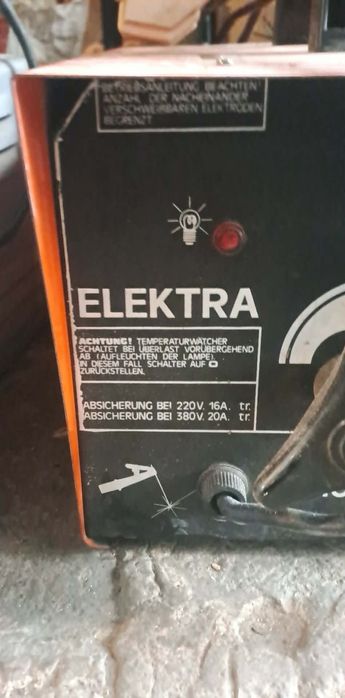 BETRIEBSANLEITUNG BEACHTEN!
ANZAHL DER NACHEINANDER
VERSCHWEIßBAREN ELEKTRODEN
BEGRENZT
ELEKTRA
ACHTUNG! TEMPERATURWÄCHTER
SCHALTET BEI ÜBERLAST VORÜBERGEHEND
AB (AUFLEUCHTEN DER LAMPE).
IN DIESEM FALL SCHALTER AUF O
ZURÜCKSTELLEN.
ABSICHERUNG BEI 220V. 16A. tr.
ABSICHERUNG BEI 380V. 20A. tr.